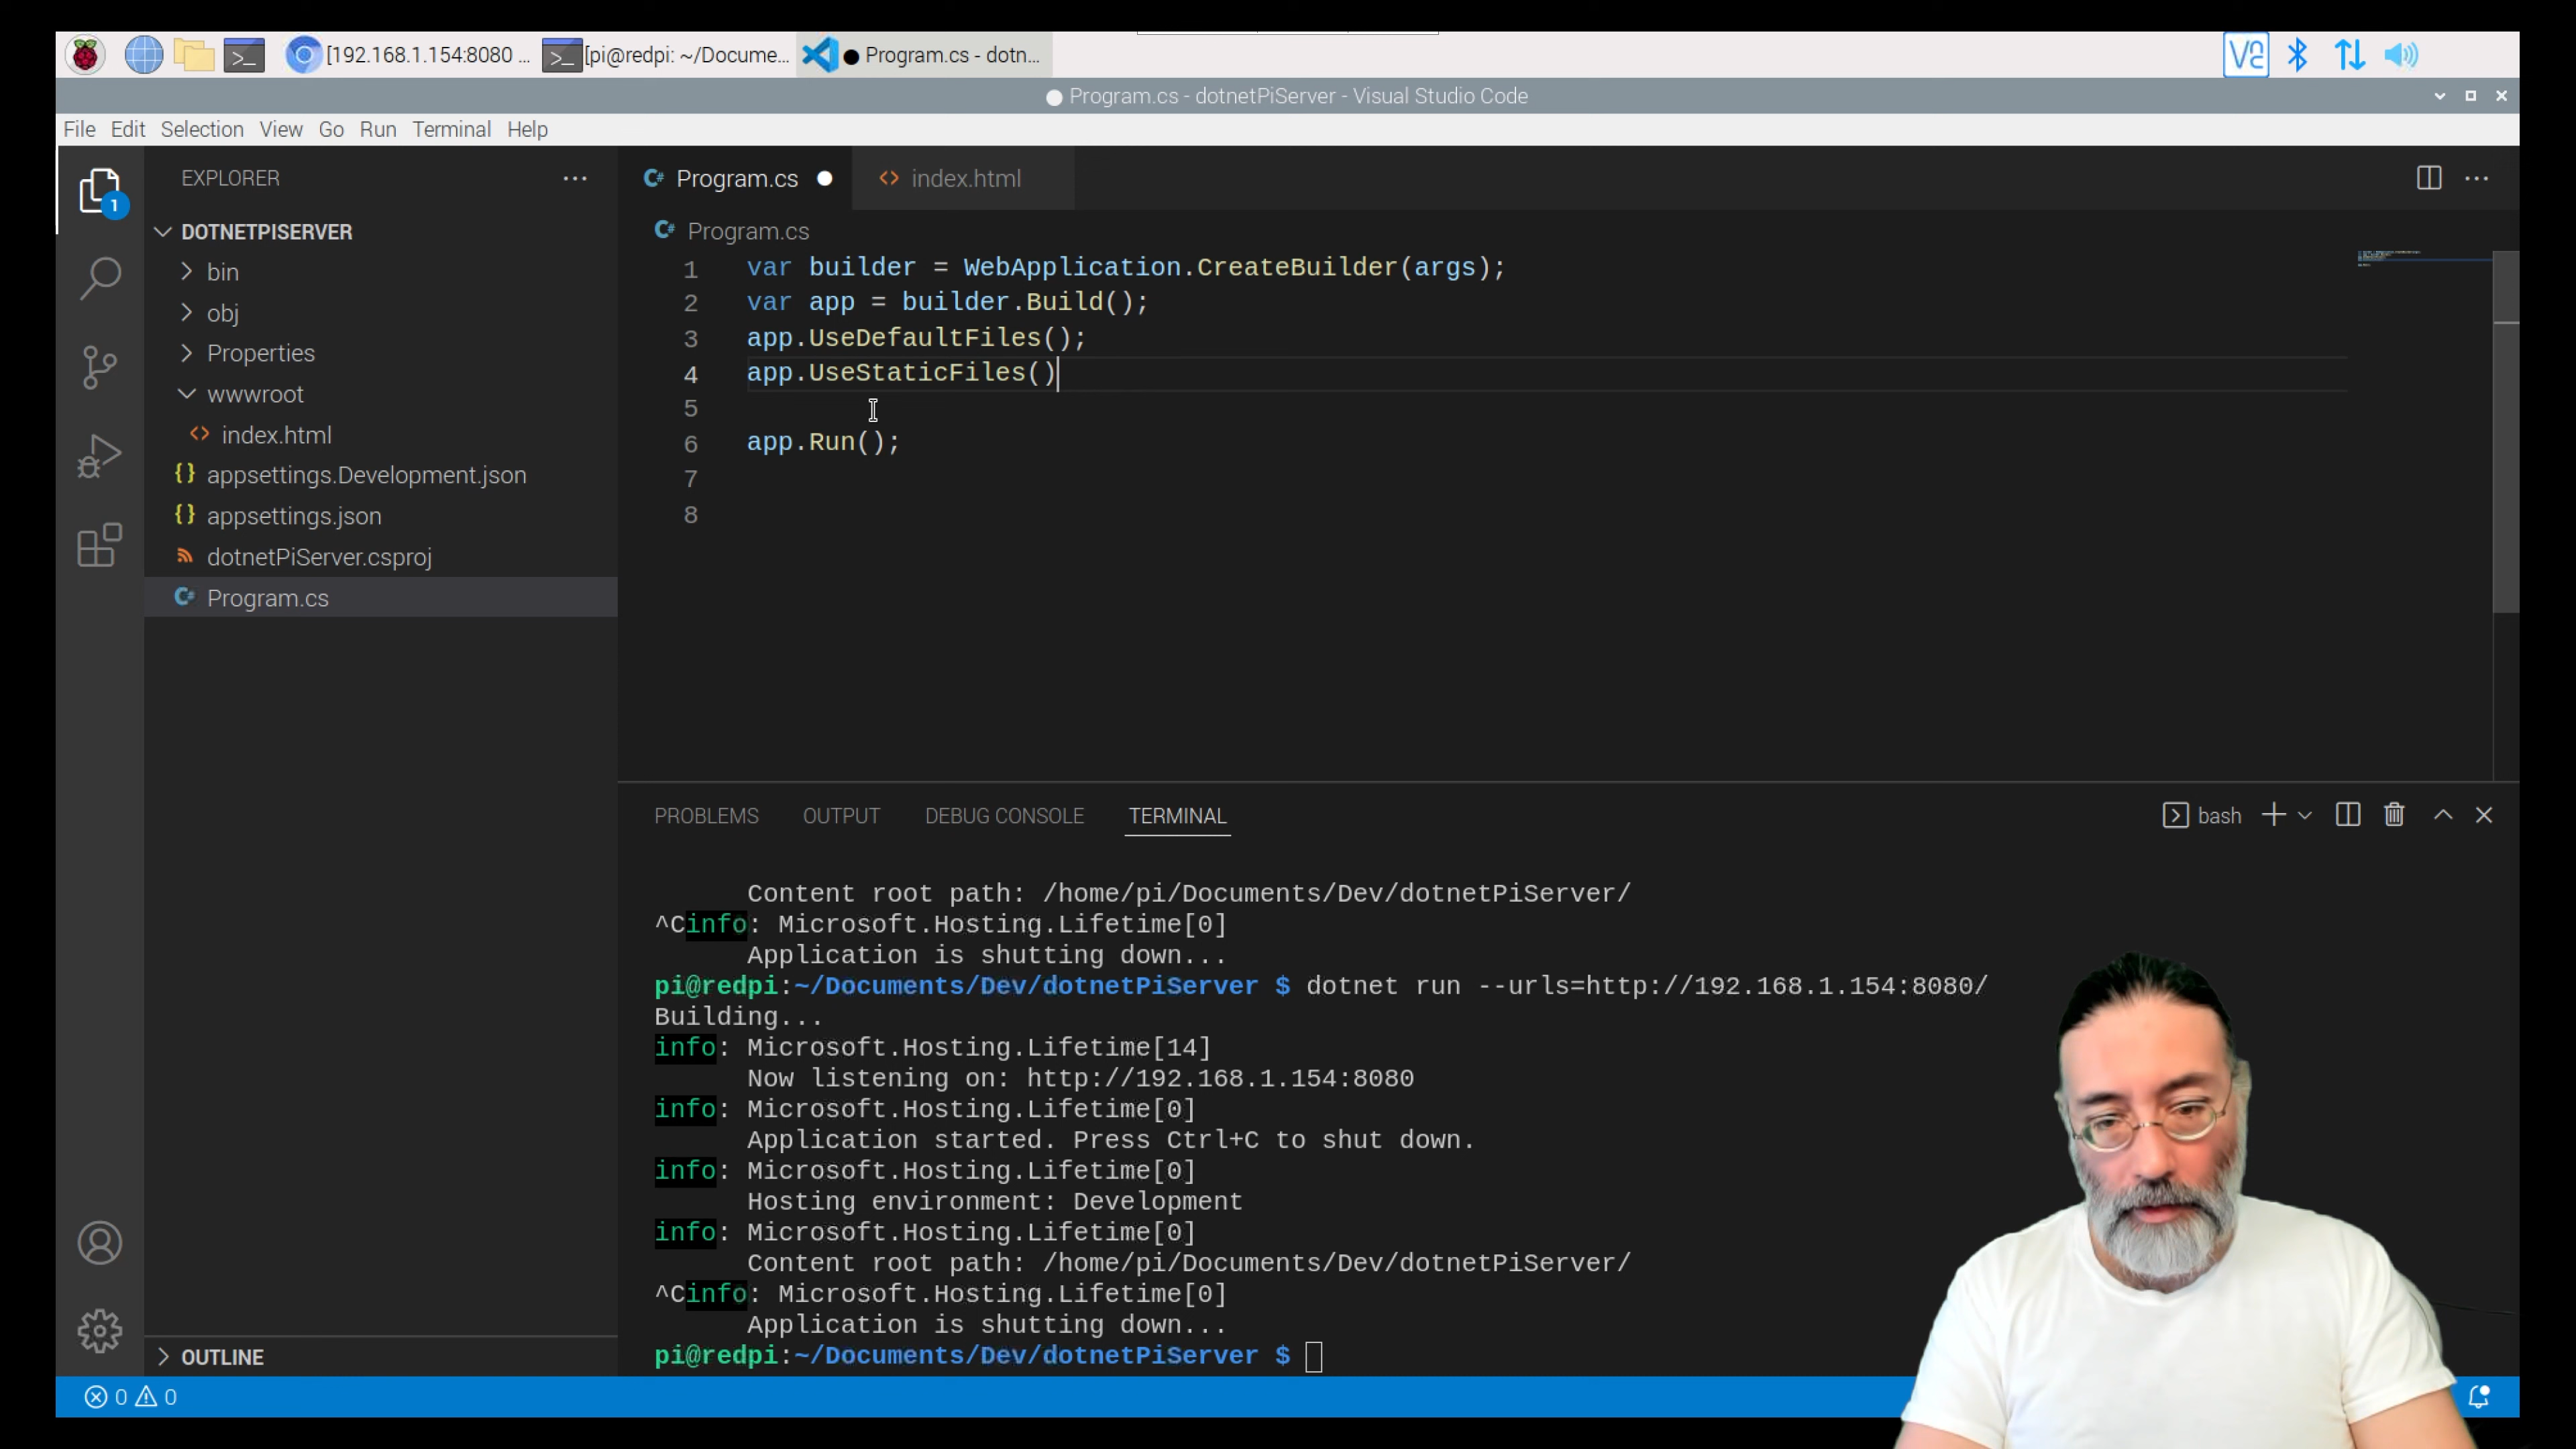 [192.168.1.154:8080 ...
[pi@redpi: ~/Docume...
● Program.cs - dotn...
● Program.cs - dotnetPiServer - Visual Studio Code
File Edit Selection View Go Run Terminal Help
EXPLORER
1
DOTNETPISERVER
bin
obj
Properties
wwwroot
index.html
appsettings.Development.json
appsettings.json
dotnetPiServer.csproj
Program.cs
OUTLINE
Program.cs
index.html
Program.cs
1 var builder = WebApplication.CreateBuilder(args);
2 var app = builder.Build();
3 app.UseDefaultFiles();
4 app.UseStaticFiles()
5
6 app.Run();
7
8
PROBLEMS OUTPUT DEBUG CONSOLE TERMINAL
bash
Content root path: /home/pi/Documents/Dev/dotnetPiServer/
^Cinfo: Microsoft.Hosting.Lifetime[0]
Application is shutting down...
pi@redpi:~/Documents/Dev/dotnetPiServer $ dotnet run --urls=http://192.168.1.154:8080/
Building...
info: Microsoft.Hosting.Lifetime[14]
Now listening on: http://192.168.1.154:8080
info: Microsoft.Hosting.Lifetime[0]
Application started. Press Ctrl+C to shut down.
info: Microsoft.Hosting.Lifetime[0]
Hosting environment: Development
info: Microsoft.Hosting.Lifetime[0]
Content root path: /home/pi/Documents/Dev/dotnetPiServer/
^Cinfo: Microsoft.Hosting.Lifetime[0]
Application is shutting down...
pi@redpi:~/Documents/Dev/dotnetPiServer $
0 0